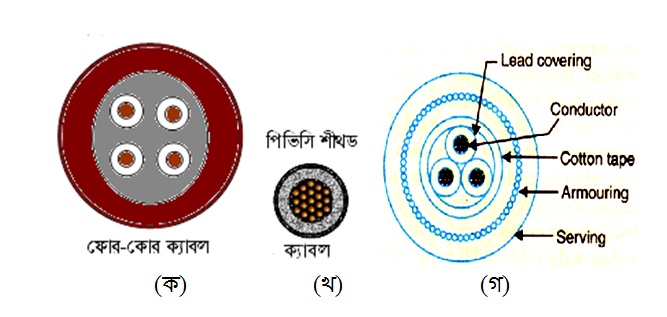 Lead covering
Conductor
পিভিসি শীথড
Cotton tape
Armouring
ফোর-কোর ক্যাবল
ক্যাবল
Serving
(ক) (খ) (গ)